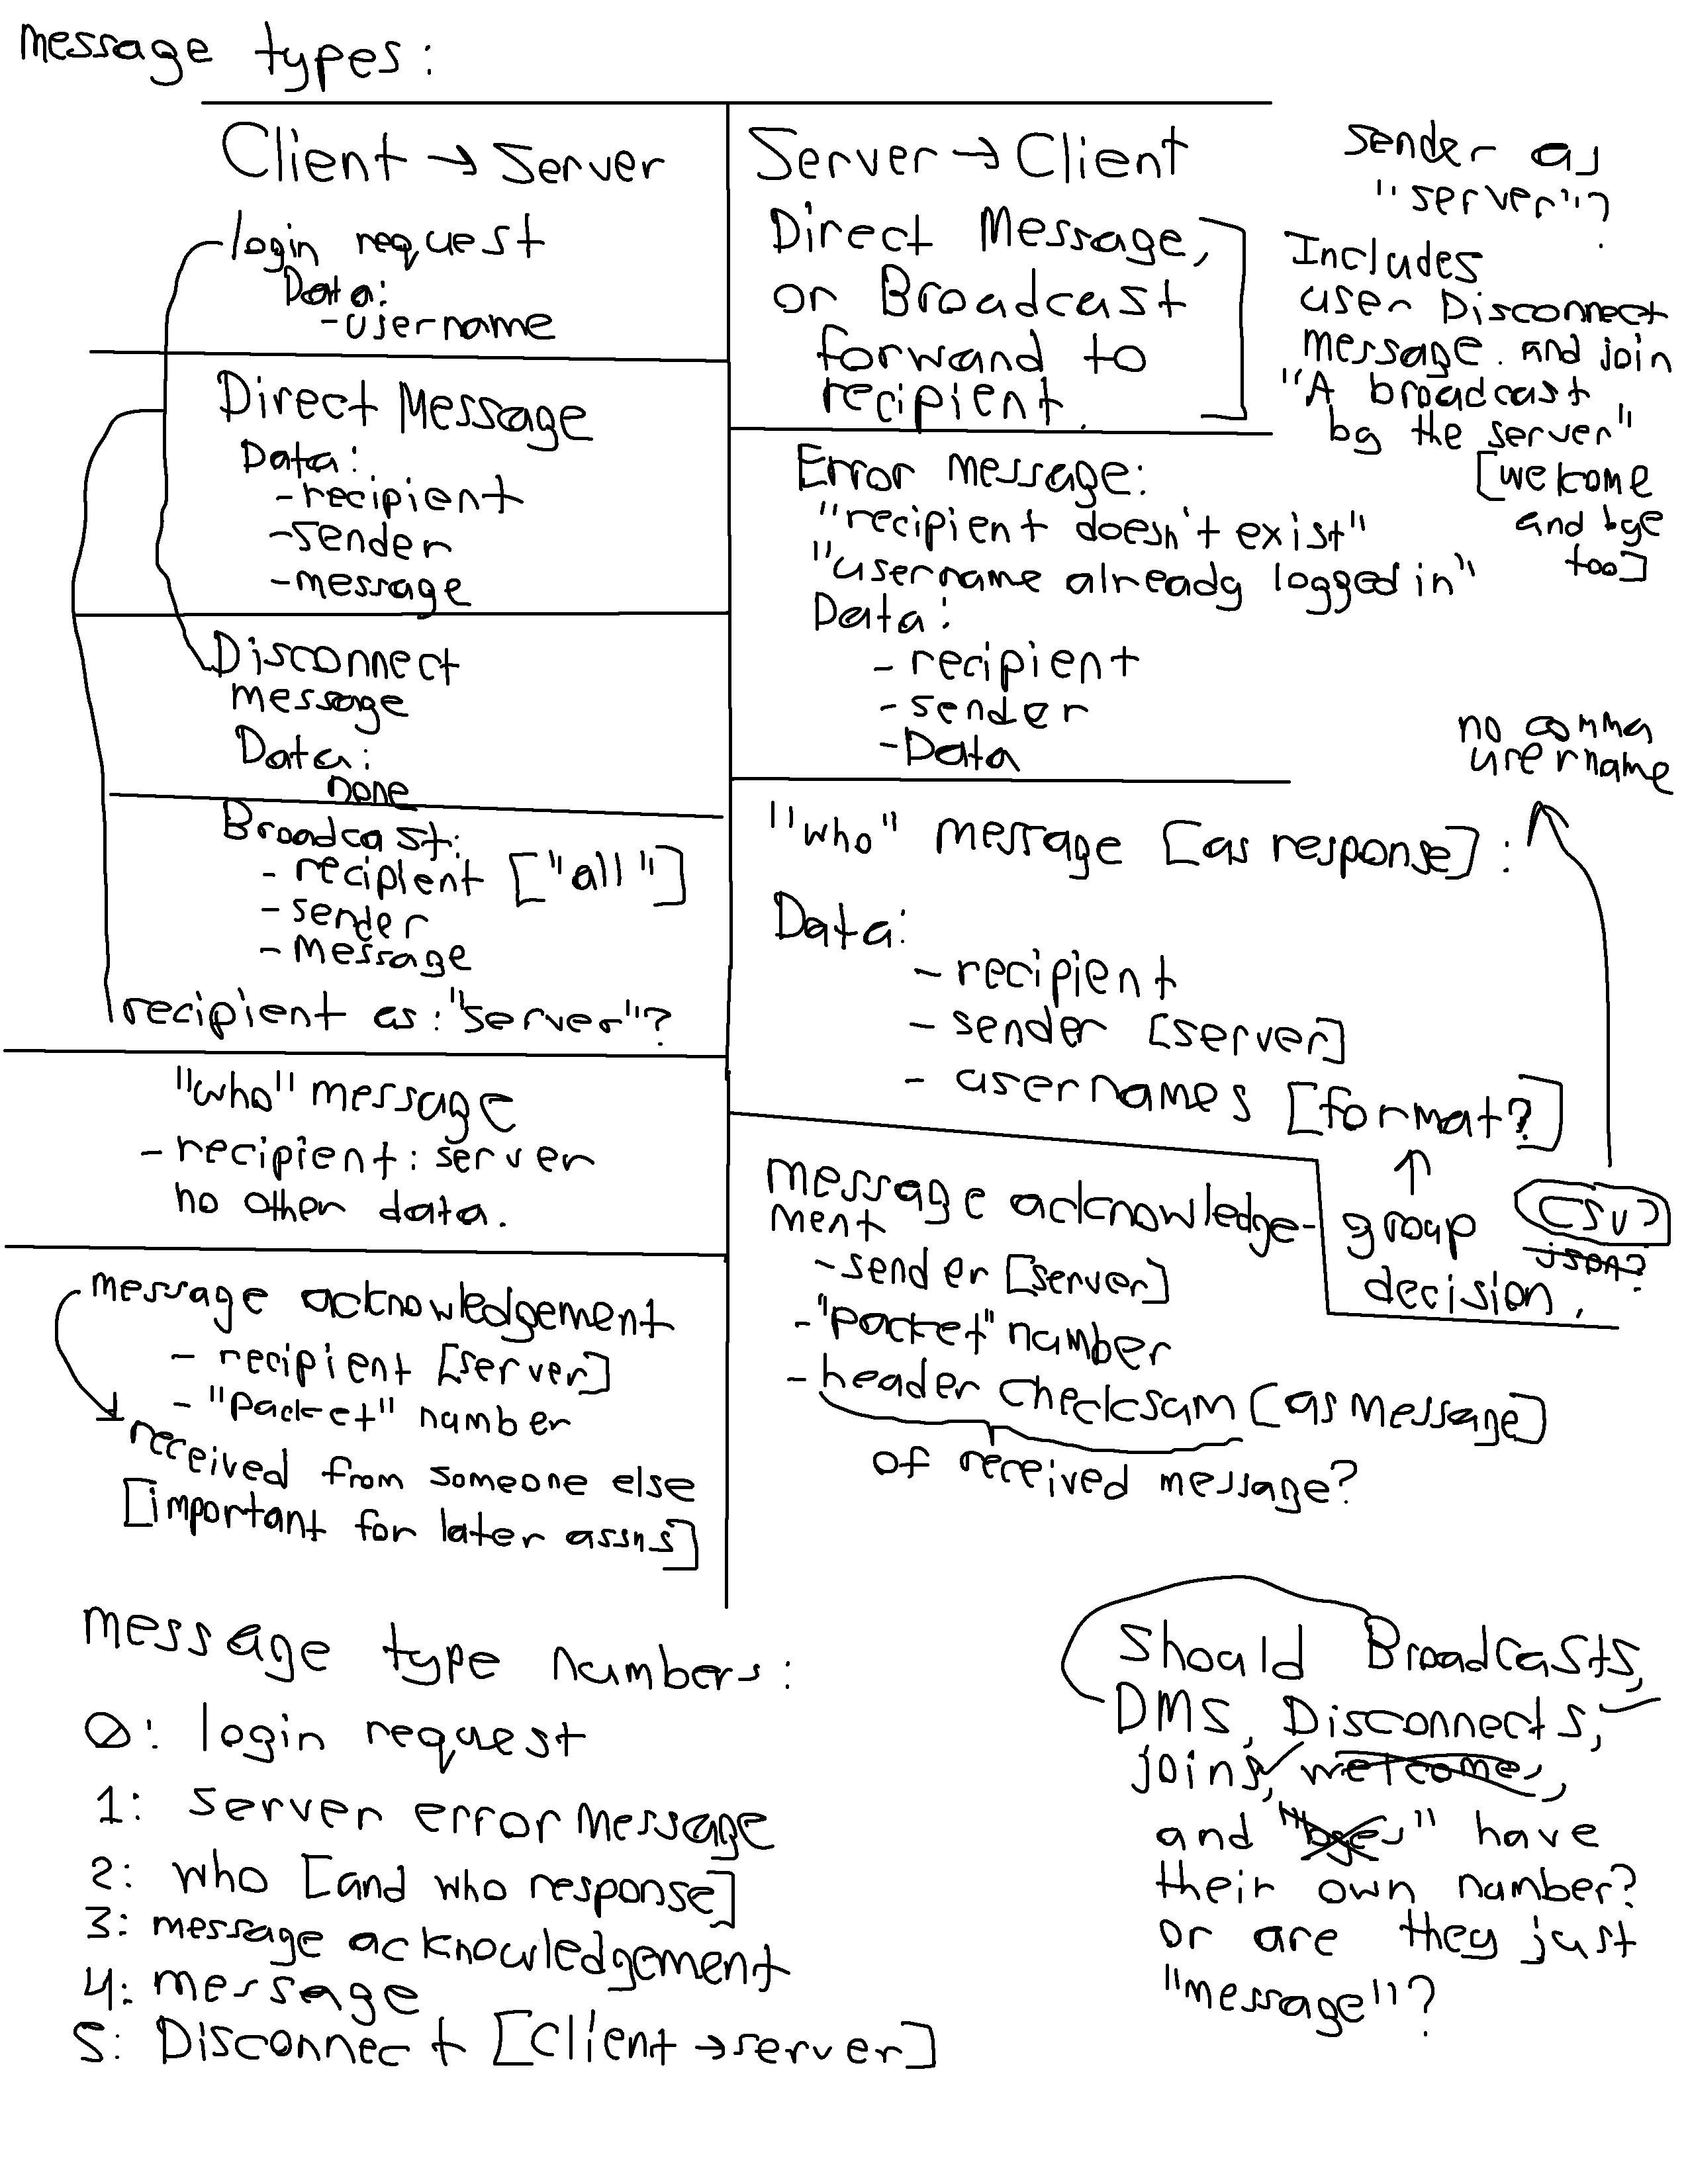 message types:
Client → Server
login request
Data:
-username
Direct Message
Data:
-recipient
-sender
-message
Disconnect
message
Data:
none
Broadcast:
- recipient ["all"]
- sender
- Message
recipient as: "server"?
"who" message
- recipient: server
no other data.
message acknowledgement
- recipient [server]
- "Packet" number
received from someone else
[important for later assns]
Server → Client
Direct Message,
or Broadcast
forward to
recipient.
sender as
"server"?
Includes
user Disconnect
message. and join
"A broadcast
by the server"
[welcome
and bye
too]
Error message:
"recipient doesn't exist"
"username already logged in"
Data:
- recipient
- sender
- Data
"who" message [as response]:
no comma
username
Data:
- recipient
- sender [server]
- usernames [format?]
↑
group
decision.
CSV?
json?
message acknowledge-
ment
- sender [server]
- "Packet" number
- header checksum [as message]
of received message?
message type numbers:
0: login request
1: server error message
2: who [and who response]
3: message acknowledgement
4: message
5: Disconnect [client → server]
Should Broadcasts,
DMS, Disconnects,
joins, welcomes,
and "byes" have
their own number?
or are they just
"message"?